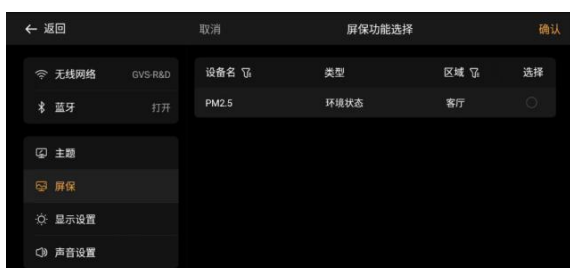 返回
取消 屏保功能选择 确认
无线网络 GVS-R&D
蓝牙 打开
主题
屏保
显示设置
声音设置
设备名 类型 区域 选择
PM2.5 环境状态 客厅